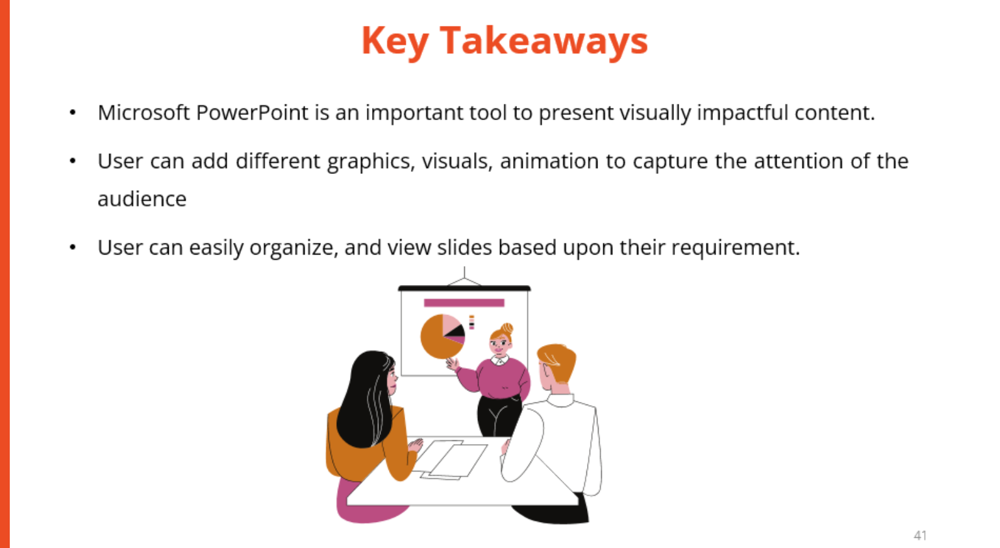 Key Takeaways
• Microsoft PowerPoint is an important tool to present visually impactful content.
• User can add different graphics, visuals, animation to capture the attention of the
audience
• User can easily organize, and view slides based upon their requirement.
41